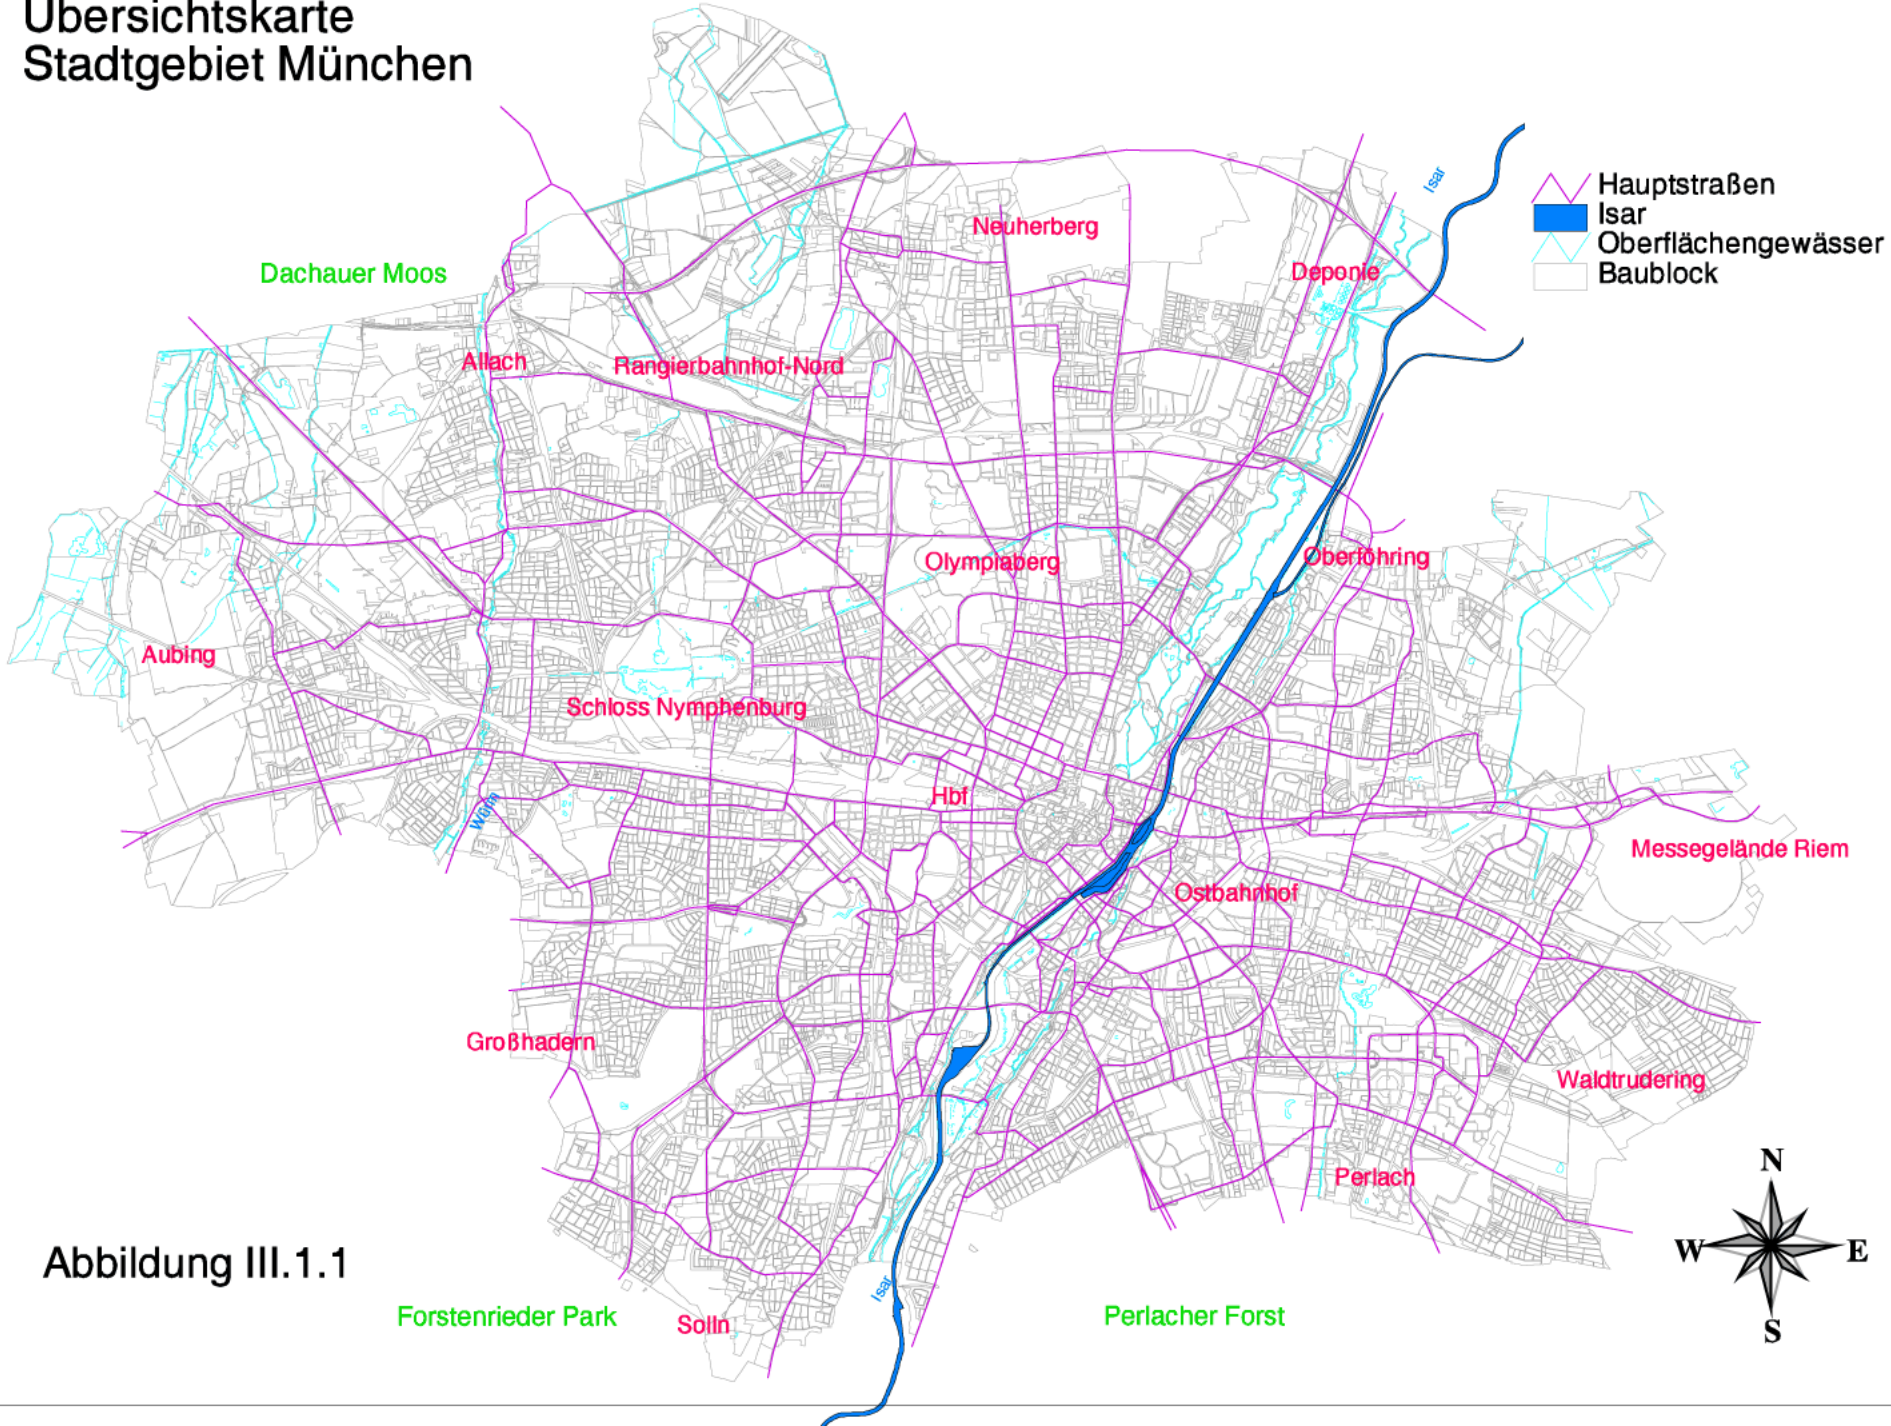 Übersichtskarte
Stadtgebiet München
Isar
Hauptstraßen
Isar
Oberflächengewässer
Baublock
Neuherberg
Deponie
Dachauer Moos
Allach
Rangierbahnhof-Nord
Olympiaberg
Oberföhring
Aubing
Schloss Nymphenburg
Hbf
Würm
Messegelände Riem
Ostbahnhof
Großhadern
Waldtrudering
Perlach
N
W
E
S
Abbildung III.1.1
Isar
Forstenrieder Park
Solln
Perlacher Forst